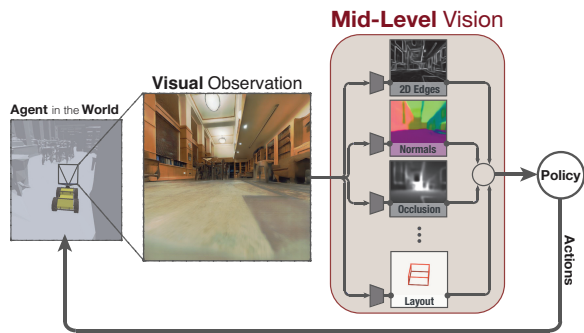 Mid-Level Vision
Visual Observation
Agent in the World
2D Edges
Normals
Occlusion
Layout
Policy
Actions